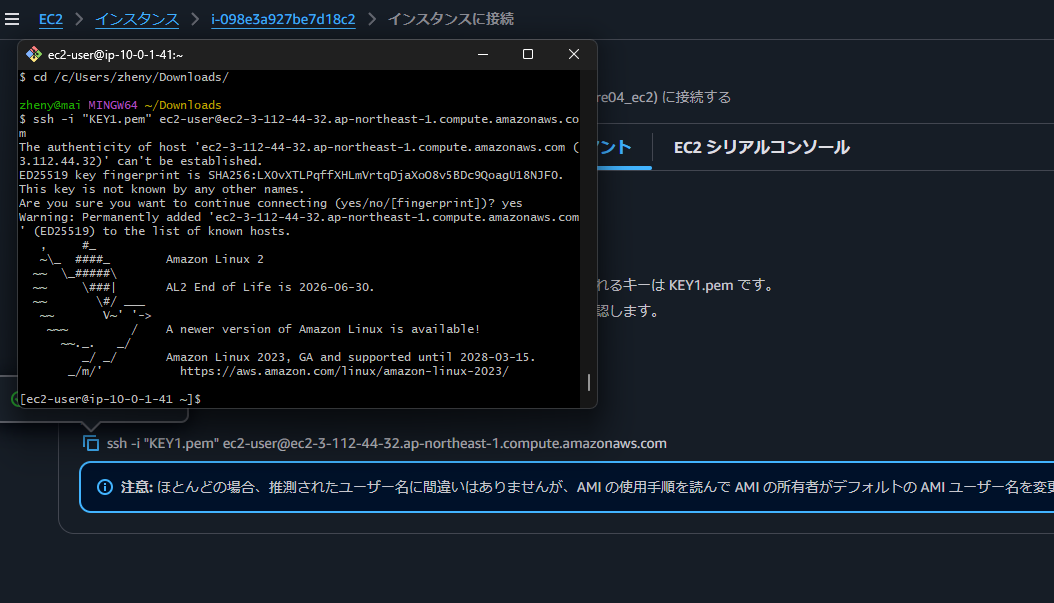 EC2 > インスタンス > i-098e3a927be7d18c2 > インスタンスに接続
ec2-user@ip-10-0-1-41:~
$ cd /c/Users/zheny/Downloads/
zheny@mai MINGW64 ~/Downloads
$ ssh -i "KEY1.pem" ec2-user@ec2-3-112-44-32.ap-northeast-1.compute.amazonaws.co
m
The authenticity of host 'ec2-3-112-44-32.ap-northeast-1.compute.amazonaws.com (
3.112.44.32)' can't be established.
ED25519 key fingerprint is SHA256:LXOvXTLPqffXHLmVrtqDjaXoO8v5BDc9QoagU18NJF0.
This key is not known by any other names.
Are you sure you want to continue connecting (yes/no/[fingerprint])? yes
Warning: Permanently added 'ec2-3-112-44-32.ap-northeast-1.compute.amazonaws.com
' (ED25519) to the list of known hosts.
   ,     #_
   ~\_  ####_        Amazon Linux 2
  ~~  \_#####\
  ~~     \###|       AL2 End of Life is 2026-06-30.
  ~~       \#/ ___
   ~~       V~' '->
    ~~~         /    A newer version of Amazon Linux is available!
      ~~._.   _/
         _/ _/       Amazon Linux 2023, GA and supported until 2028-03-15.
       _/m/'           https://aws.amazon.com/linux/amazon-linux-2023/
[ec2-user@ip-10-0-1-41 ~]$
re04_ec2) に接続する
ント
EC2 シリアルコンソール
れるキーは KEY1.pem です。
認します。
ssh -i "KEY1.pem" ec2-user@ec2-3-112-44-32.ap-northeast-1.compute.amazonaws.com
注意: ほとんどの場合、推測されたユーザー名に間違いはありませんが、AMI の使用手順を読んで AMI の所有者がデフォルトの AMI ユーザー名を変更